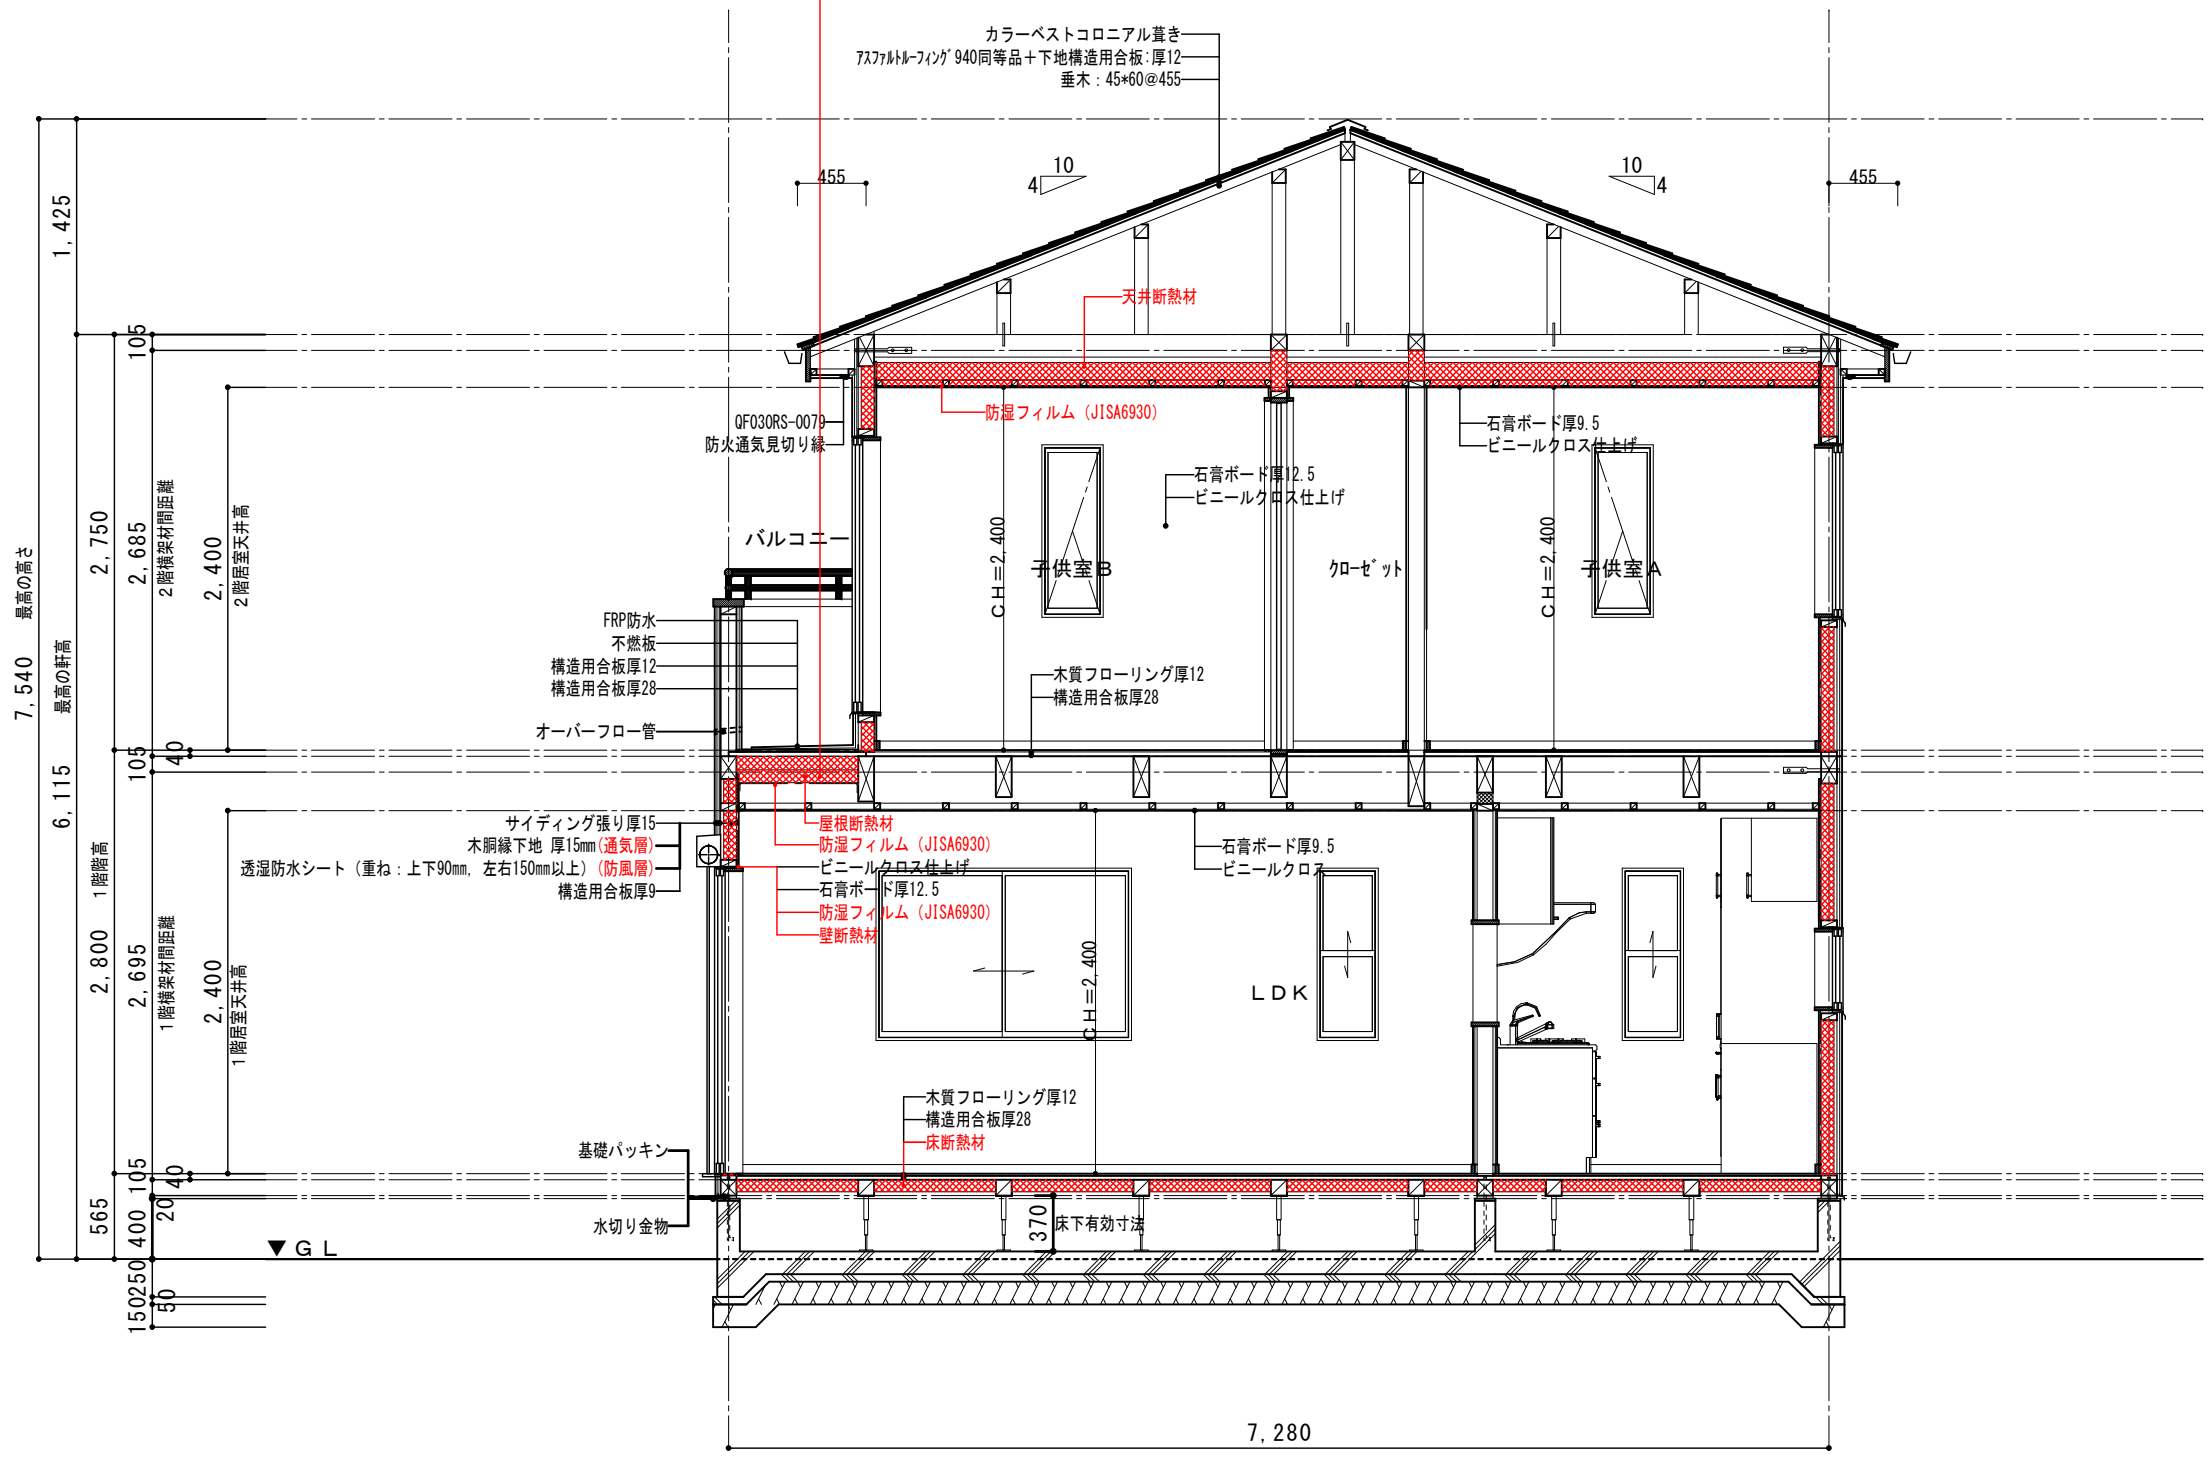 カラーベストコロニアル葺き
アスファルトルーフィング940同等品＋下地構造用合板:厚12
垂木：45*60@455
455
10
4
10
4
455
1,425
天井断熱材
105
防湿フィルム（JISA6930）
QF030RS-0079
防火通気見切り縁
石膏ボード厚9.5
ビニールクロス仕上げ
石膏ボード厚12.5
ビニールクロス仕上げ
バルコニー
CH=2,400
子供室B
クローゼット
CH=2,400
子供室A
7,540 最高の高さ
6,115 最高の軒高
2,750
2,685
2階横架材間距離
2,400
2階居室天井高
FRP防水
不燃板
構造用合板厚12
構造用合板厚28
オーバーフロー管
木質フローリング厚12
構造用合板厚28
105
40
サイディング張り厚15
木胴縁下地 厚15mm(通気層)
透湿防水シート（重ね：上下90mm, 左右150mm以上）(防風層)
構造用合板厚9
屋根断熱材
防湿フィルム（JISA6930）
ビニールクロス仕上げ
石膏ボード厚12.5
防湿フィルム（JISA6930）
壁断熱材
石膏ボード厚9.5
ビニールクロス
2,800 1階階高
2,695
1階横架材間距離
2,400
1階居室天井高
CH=2,400
LDK
木質フローリング厚12
構造用合板厚28
床断熱材
基礎パッキン
水切り金物
105
40
20
565
400
370
床下有効寸法
▼GL
250
50
150
7,280